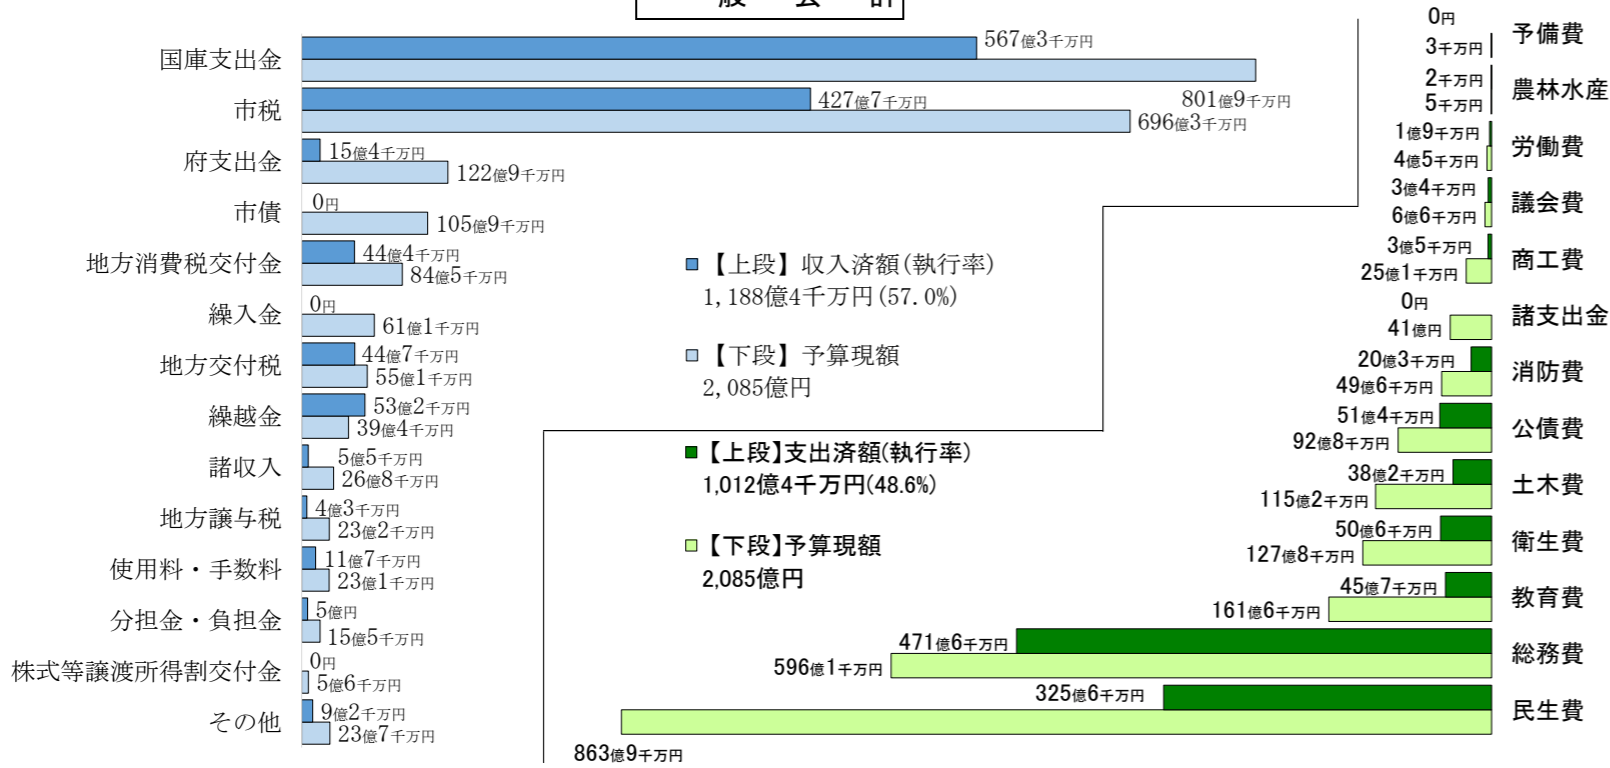 一 般 会 計
国庫支出金 567億3千万円
801億9千万円
市税 427億7千万円
696億3千万円
府支出金 15億4千万円
122億9千万円
市債 0円
105億9千万円
地方消費税交付金 44億4千万円
84億5千万円
繰入金 0円
61億1千万円
地方交付税 44億7千万円
55億1千万円
繰越金 53億2千万円
39億4千万円
諸収入 5億5千万円
26億8千万円
地方譲与税 4億3千万円
23億2千万円
使用料・手数料 11億7千万円
23億1千万円
分担金・負担金 5億円
15億5千万円
株式等譲渡所得割交付金 0円
5億6千万円
その他 9億2千万円
23億7千万円
【上段】収入済額(執行率)
1,188億4千万円(57.0%)
【下段】予算現額
2,085億円
【上段】支出済額(執行率)
1,012億4千万円(48.6%)
【下段】予算現額
2,085億円
0円 予備費
3千万円
2千万円 農林水産
5千万円
1億9千万円 労働費
4億5千万円
3億4千万円 議会費
6億6千万円
3億5千万円 商工費
25億1千万円
0円 諸支出金
41億円
20億3千万円 消防費
49億6千万円
51億4千万円 公債費
92億8千万円
38億2千万円 土木費
115億2千万円
50億6千万円 衛生費
127億8千万円
45億7千万円 教育費
161億6千万円
471億6千万円 総務費
596億1千万円
325億6千万円 民生費
863億9千万円